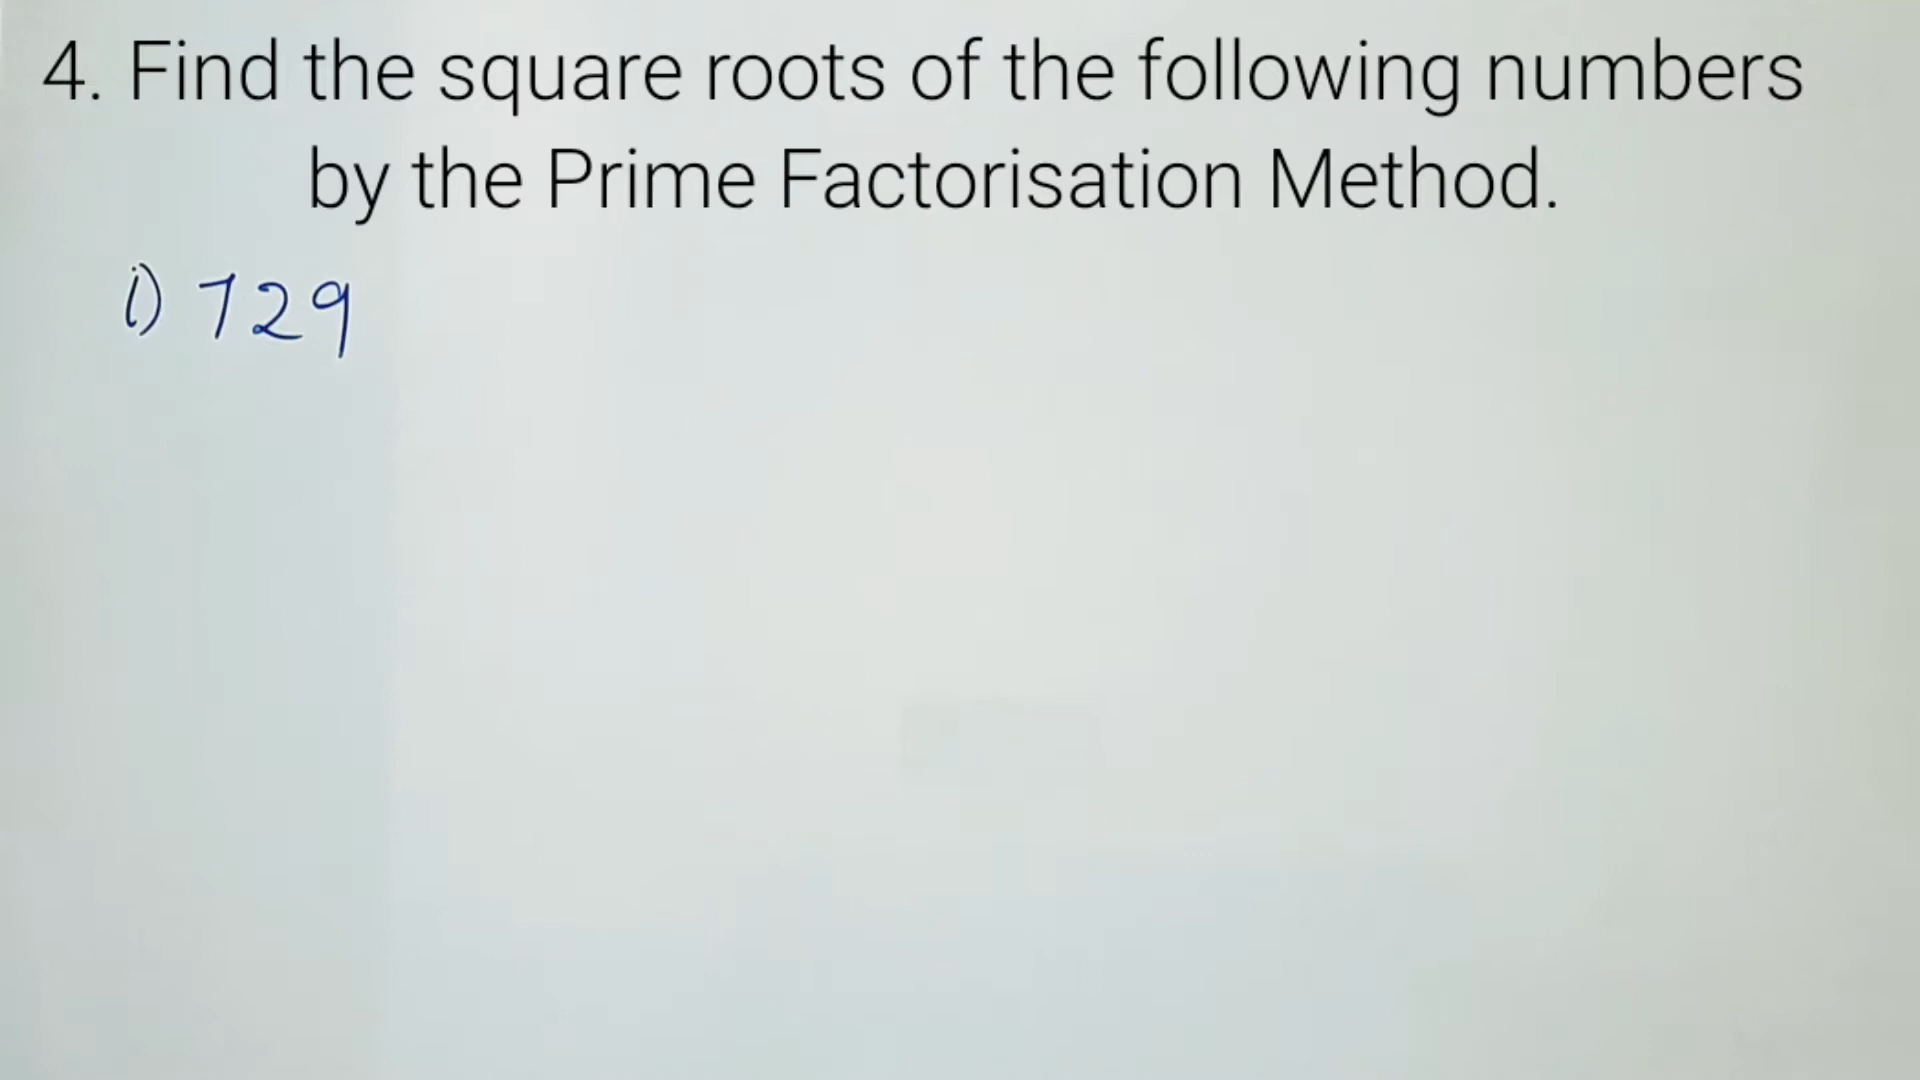 4. Find the square roots of the following numbers
by the Prime Factorisation Method.
i) 729